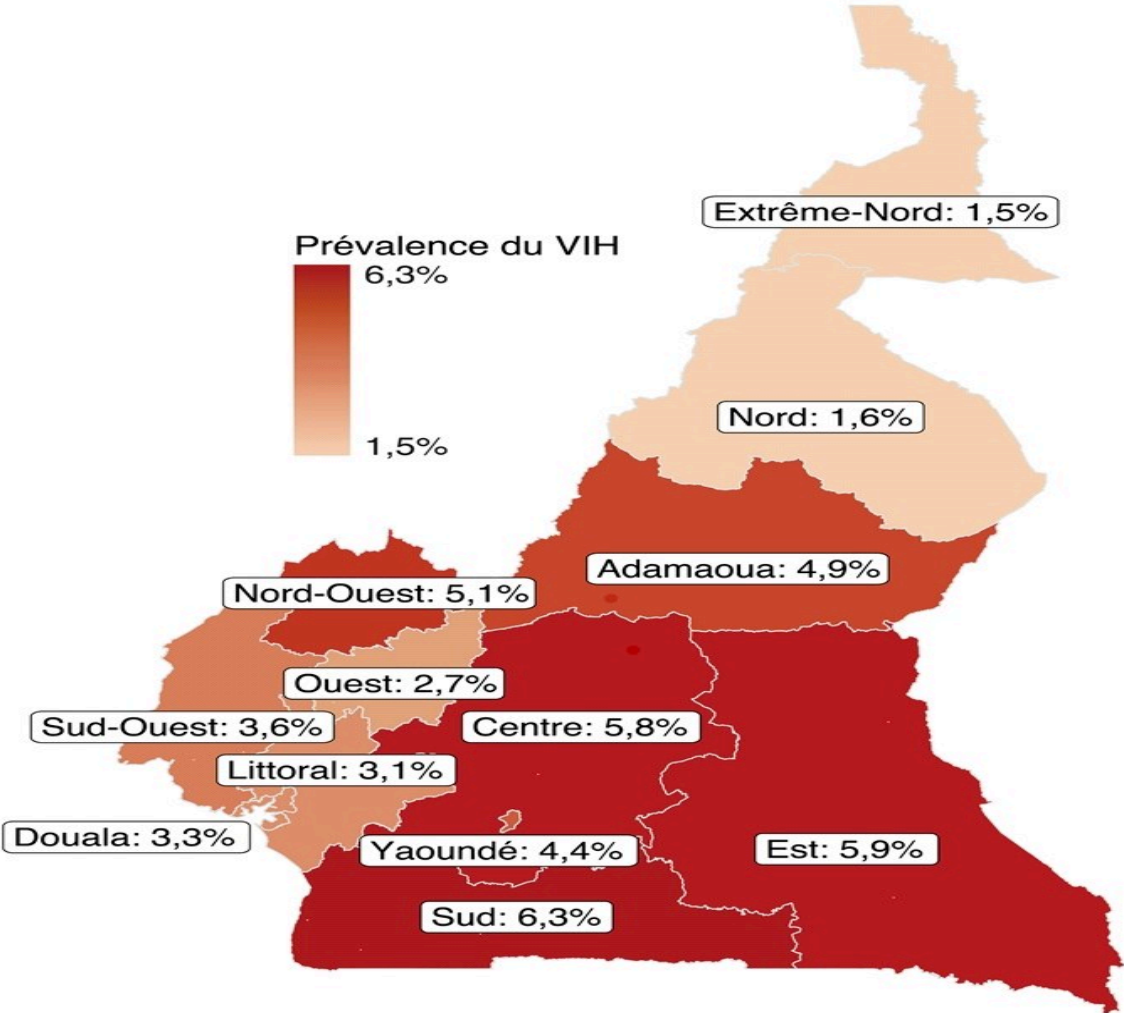 Extrême-Nord: 1,5%
Prévalence du VIH
6,3%
1,5%
Nord: 1,6%
Adamaoua: 4,9%
Nord-Ouest: 5,1%
Ouest: 2,7%
Sud-Ouest: 3,6%
Centre: 5,8%
Littoral: 3,1%
Douala: 3,3%
Yaoundé: 4,4%
Est: 5,9%
Sud: 6,3%